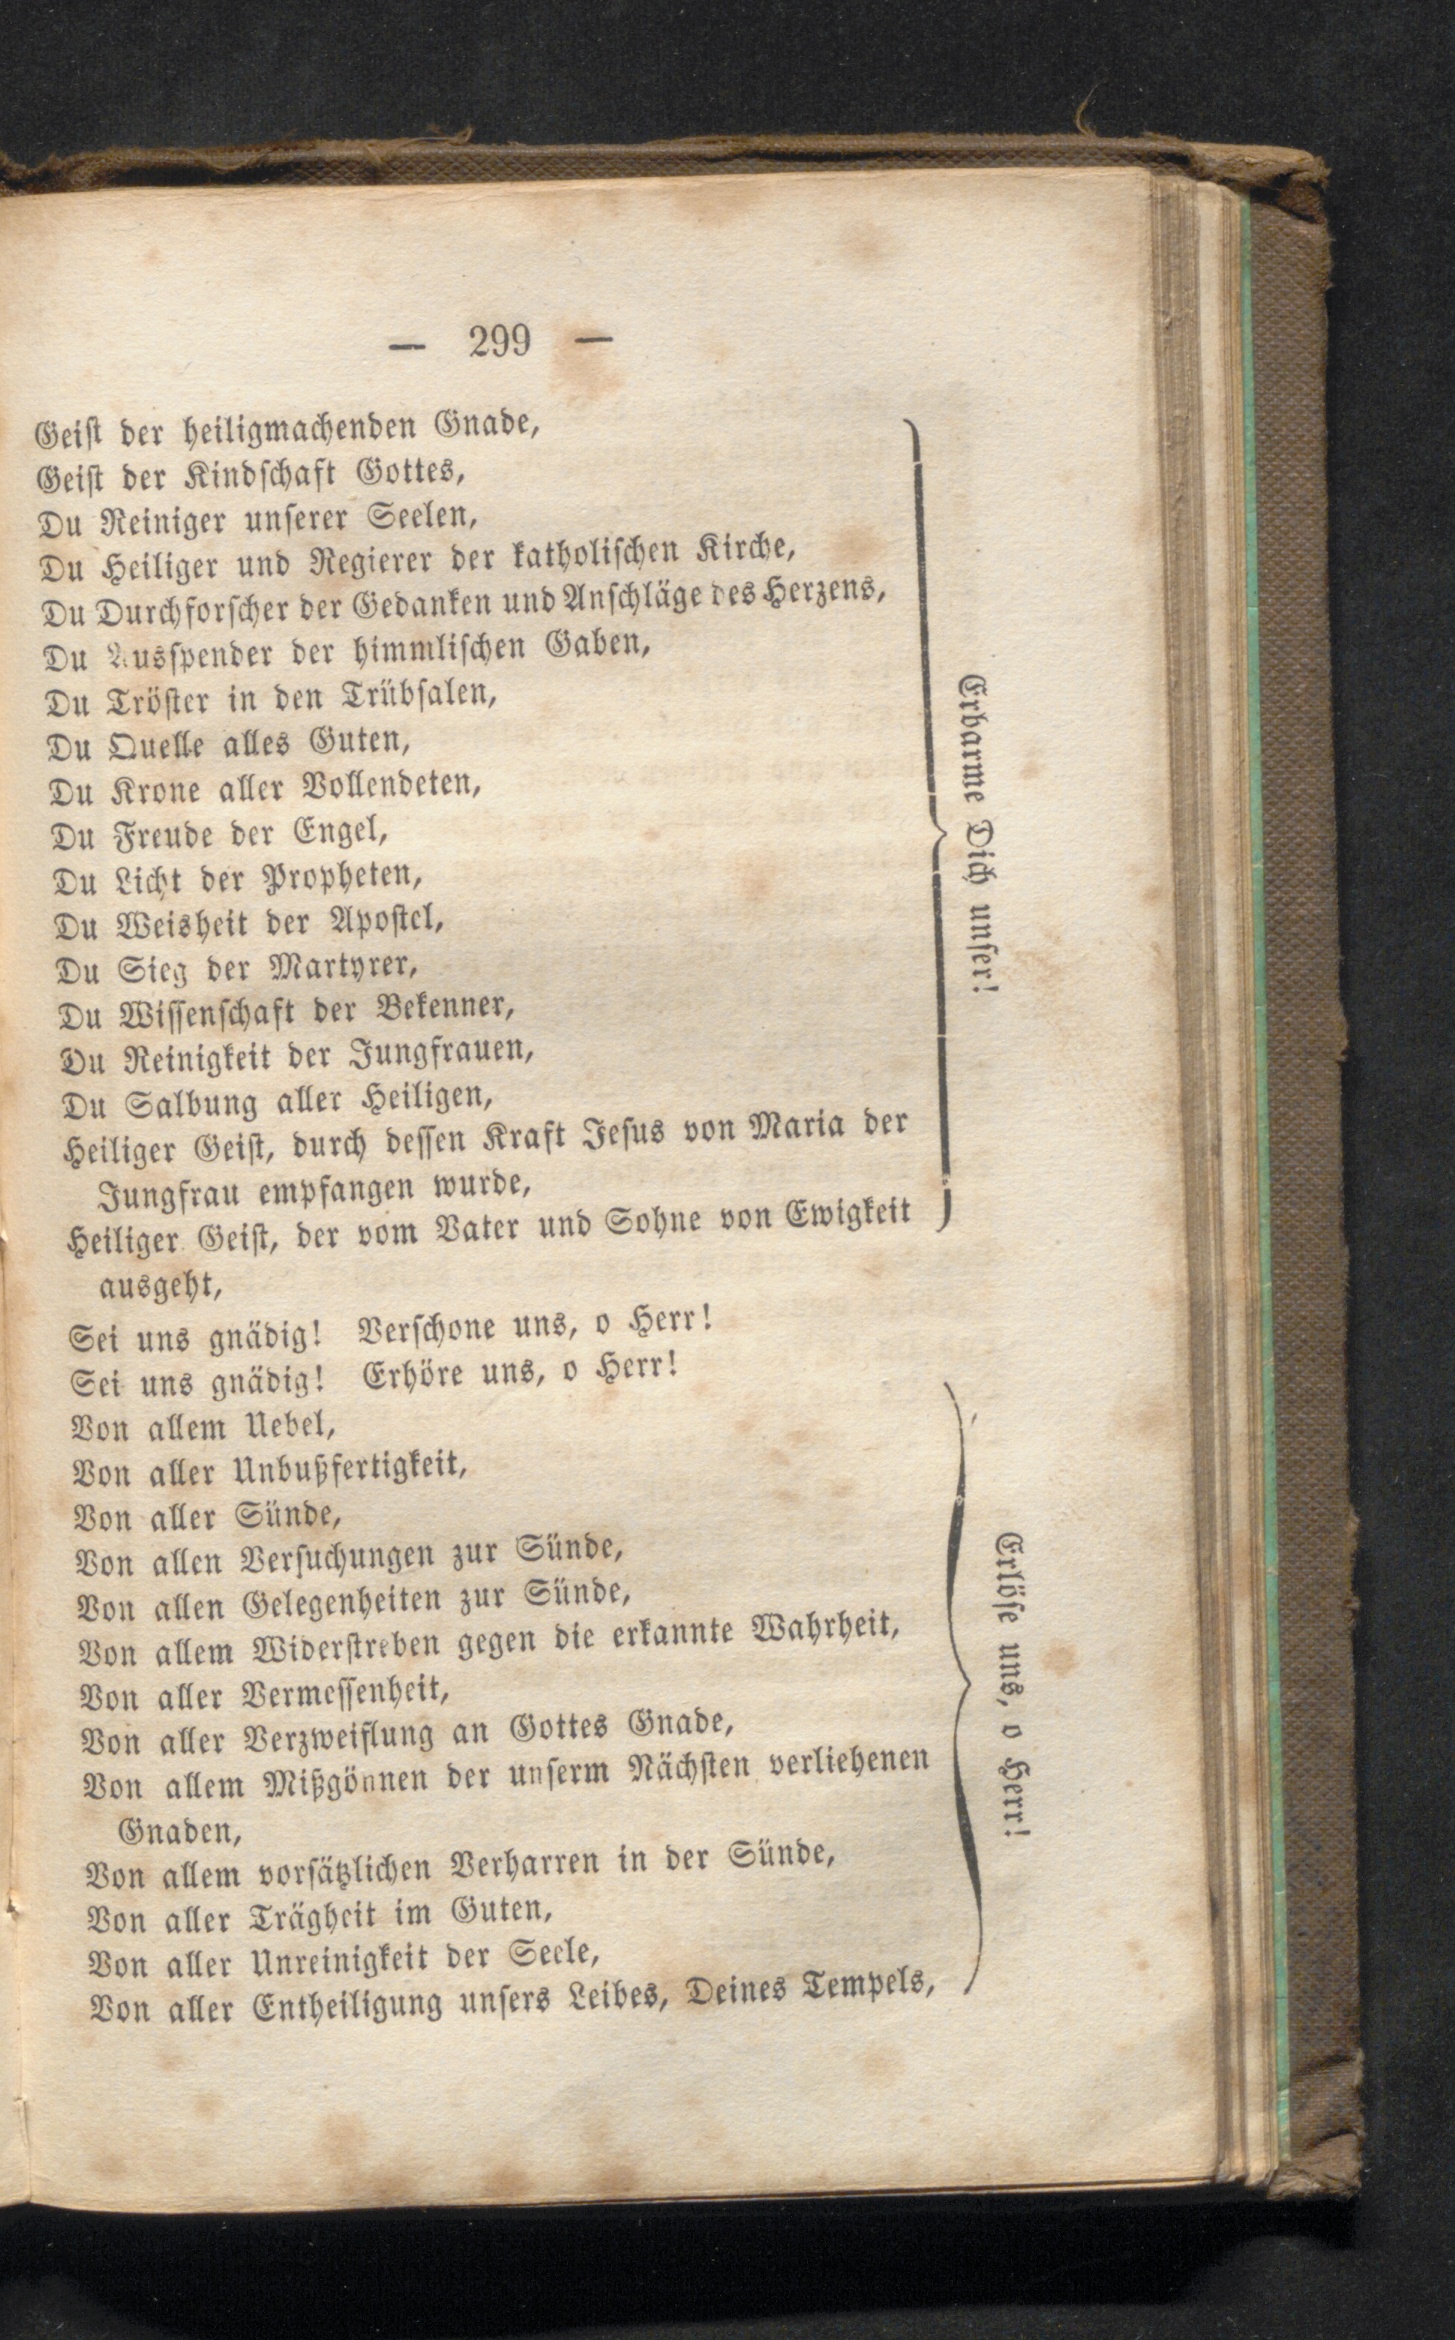 — 299 —
Geist der heiligmachenden Gnade,
Geist der Kindschaft Gottes,
Du Reiniger unserer Seelen,
Du Heiliger und Regierer der katholischen Kirche,
Du Durchforscher der Gedanken und Anschläge des Herzens,
Du Ausspender der himmlischen Gaben,
Du Tröster in den Trübsalen,
Du Quelle alles Guten,
Du Krone aller Vollendeten,
Du Freude der Engel,
Du Licht der Propheten,
Du Weisheit der Apostel,
Du Sieg der Martyrer,
Du Wissenschaft der Bekenner,
Du Reinigkeit der Jungfrauen,
Du Salbung aller Heiligen,
Heiliger Geist, durch dessen Kraft Jesus von Maria der
Jungfrau empfangen wurde,
Heiliger Geist, der vom Vater und Sohne von Ewigkeit
ausgeht,
Erbarme Dich unser!
Sei uns gnädig! Verschone uns, o Herr!
Sei uns gnädig! Erhöre uns, o Herr!
Von allem Uebel,
Von aller Unbußfertigkeit,
Von aller Sünde,
Von allen Versuchungen zur Sünde,
Von allen Gelegenheiten zur Sünde,
Von allem Widerstreben gegen die erkannte Wahrheit,
Von aller Vermessenheit,
Von aller Verzweiflung an Gottes Gnade,
Von allem Mißgönnen der unserm Nächsten verliehenen
Gnaden,
Von allem vorsätzlichen Verharren in der Sünde,
Von aller Trägheit im Guten,
Von aller Unreinigkeit der Seele,
Von aller Entheiligung unsers Leibes, Deines Tempels,
Erlöse uns, o Herr!